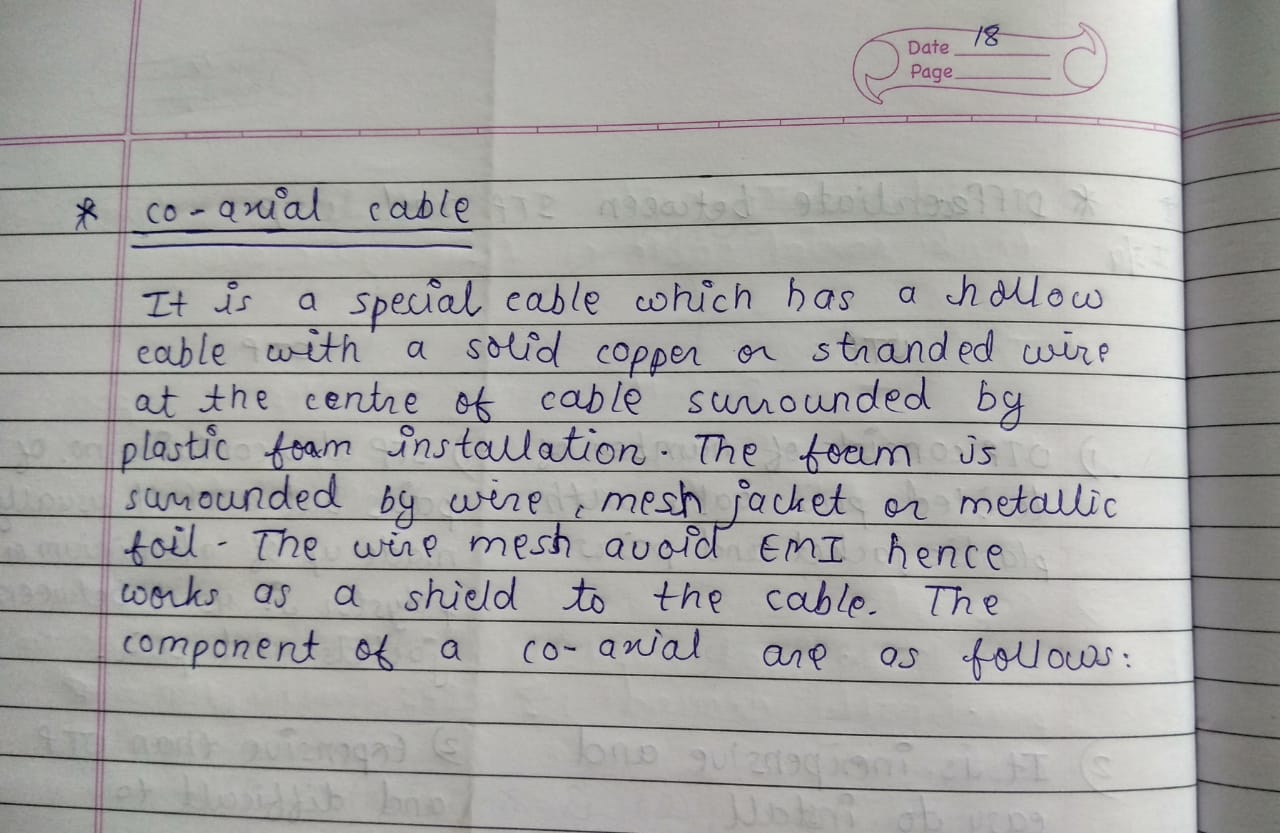 Date 18
Page
* co-axial cable
It is a special cable which has a hollow
cable with a solid copper or stranded wire
at the centre of cable surrounded by
plastic foam installation. The foam is
surrounded by wire, mesh jacket or metallic
foil. The wire mesh avoid EMI hence
works as a shield to the cable. The
component of a co-axial are as follows: